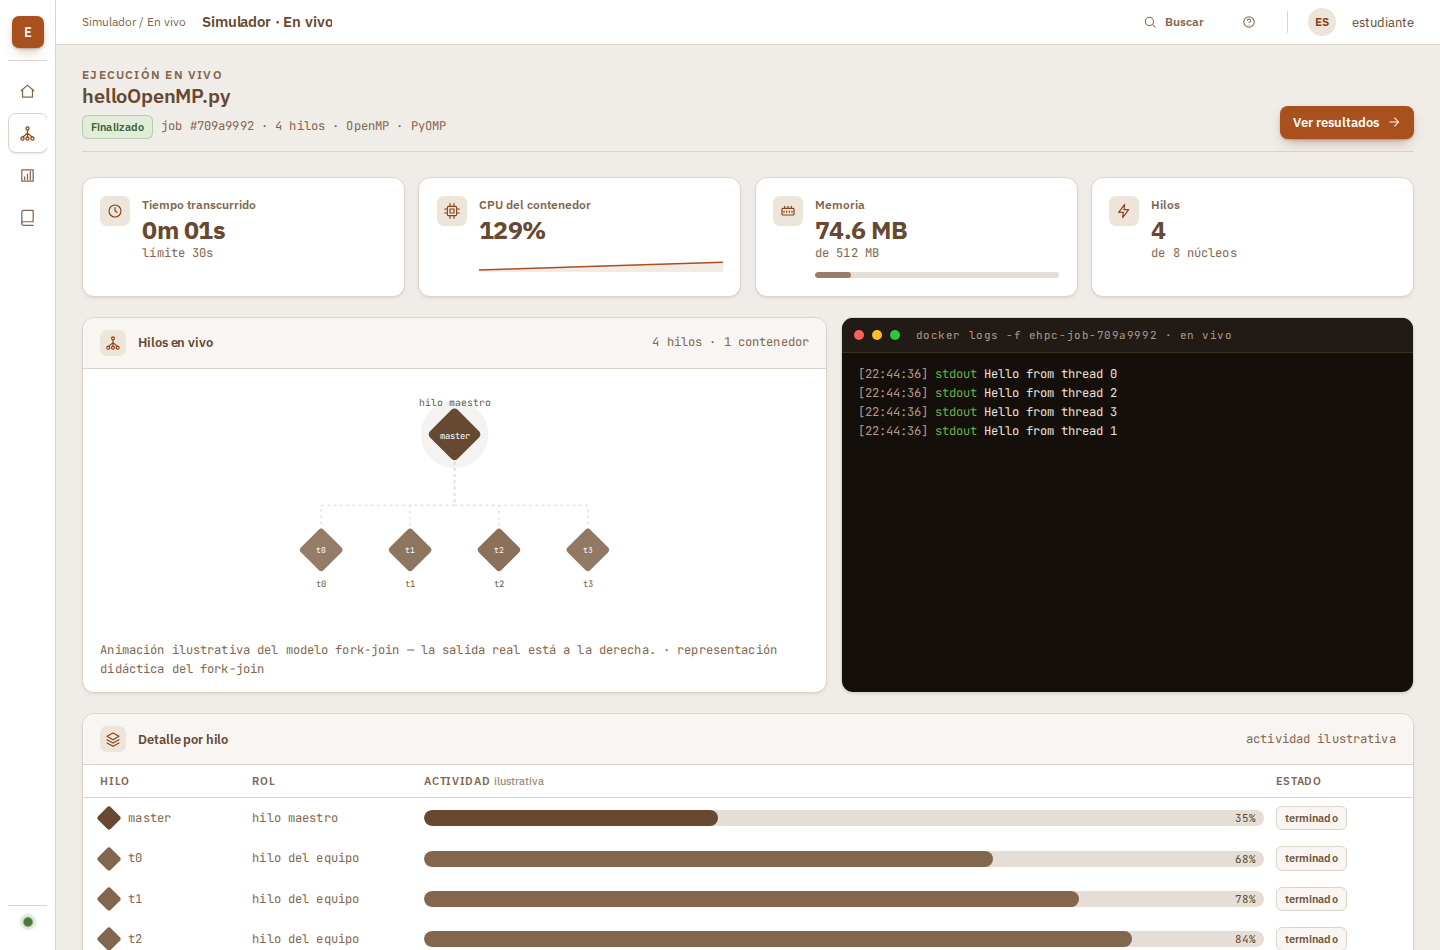 E
Simulador / En vivo
Simulador · En vivo
Buscar
ES
estudiante
EJECUCIÓN EN VIVO
helloOpenMP.py
Finalizado
job #709a9992 · 4 hilos · OpenMP · PyOMP
Ver resultados
Tiempo transcurrido
0m 01s
límite 30s
CPU del contenedor
129%
Memoria
74.6 MB
de 512 MB
Hilos
4
de 8 núcleos
Hilos en vivo
4 hilos · 1 contenedor
hilo maestro
master
t0 t1 t2 t3
t0 t1 t2 t3
Animación ilustrativa del modelo fork-join — la salida real está a la derecha. · representación
didáctica del fork-join
docker logs -f ehpc-job-709a9992 · en vivo
[22:44:36] stdout Hello from thread 0
[22:44:36] stdout Hello from thread 2
[22:44:36] stdout Hello from thread 3
[22:44:36] stdout Hello from thread 1
Detalle por hilo
actividad ilustrativa
HILO ROL ACTIVIDAD ilustrativa ESTADO
master hilo maestro 35% terminado
t0 hilo del equipo 68% terminado
t1 hilo del equipo 78% terminado
t2 hilo del equipo 84% terminado